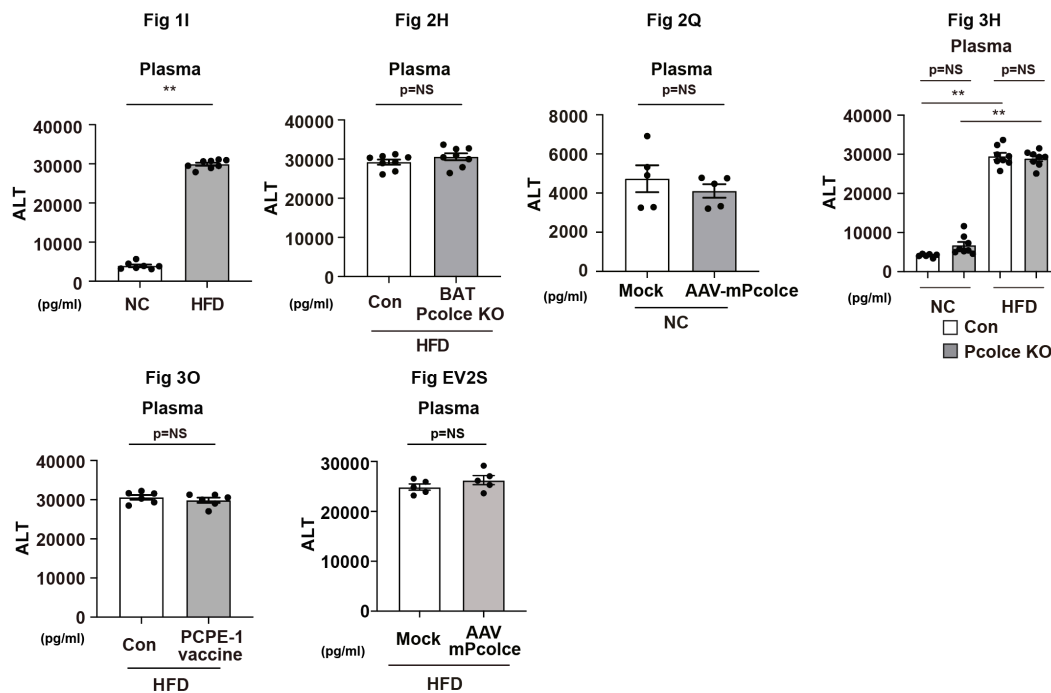 Fig 1I
Plasma
**
ALT
40000
30000
20000
10000
0
(pg/ml)
NC
HFD
Fig 2H
Plasma
p=NS
ALT
40000
30000
20000
10000
0
(pg/ml)
Con
BAT
Pcolce KO
HFD
Fig 2Q
Plasma
p=NS
ALT
8000
6000
4000
2000
0
(pg/ml)
Mock
AAV-mPcolce
NC
Fig 3H
Plasma
p=NS
p=NS
**
**
ALT
40000
30000
20000
10000
0
(pg/ml)
NC
HFD
Con
Pcolce KO
Fig 3O
Plasma
p=NS
ALT
40000
30000
20000
10000
0
(pg/ml)
Con
PCPE-1
vaccine
HFD
Fig EV2S
Plasma
p=NS
ALT
30000
20000
10000
0
(pg/ml)
Mock
AAV
mPcolce
HFD